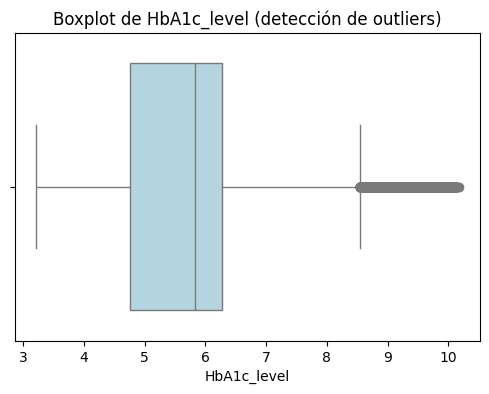 Boxplot de HbA1c_level (detección de outliers)
3 4 5 6 7 8 9 10
HbA1c_level